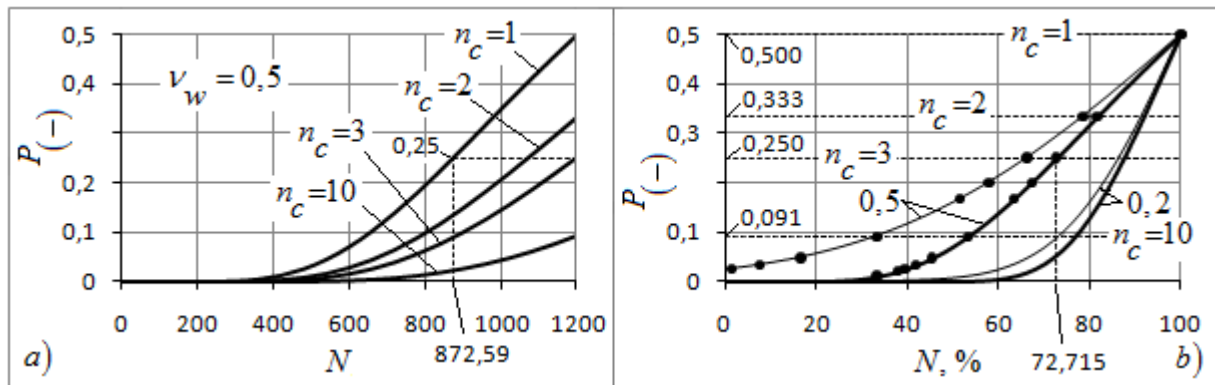 0,5
0,4
0,3
0,2
0,1
0
P(−)
ν_w = 0,5
n_c=1
n_c=2
n_c=3
0,25
n_c=10
0 200 400 600 800 1000 1200
a) N 872,59
0,5
0,4
0,3
0,2
0,1
0
P(−)
0,500
0,333
0,250
0,091
n_c=1
n_c=2
n_c=3
0,5
0,2
n_c=10
0 20 40 60 80 100
N, % 72,715 b)